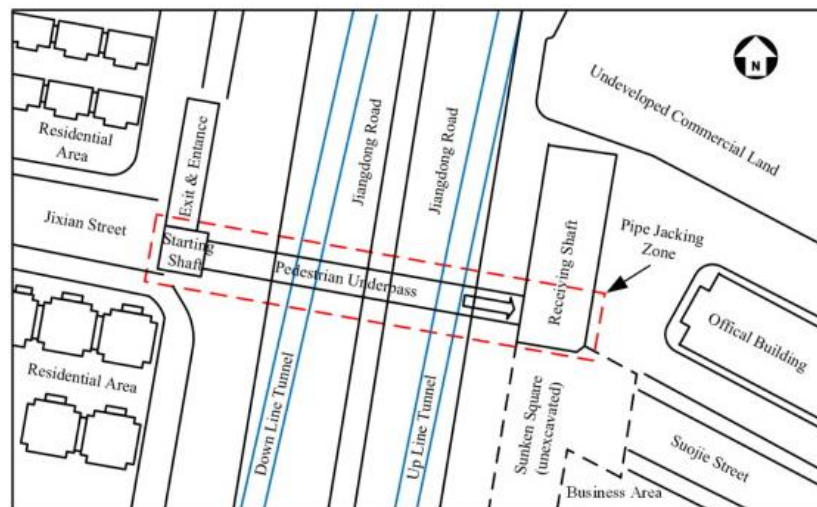 N
Undeveloped Commercial Land
Residential
Area
Exit & Entance
Jiangdong Road
Jiangdong Road
Jixian Street
Starting
Shaft
Pedestrian Underpass
Receiving Shaft
Pipe Jacking
Zone
Offical Building
Residential Area
Down Line Tunnel
Up Line Tunnel
Sunken Square
(unexcavated)
Suojie Street
Business Area